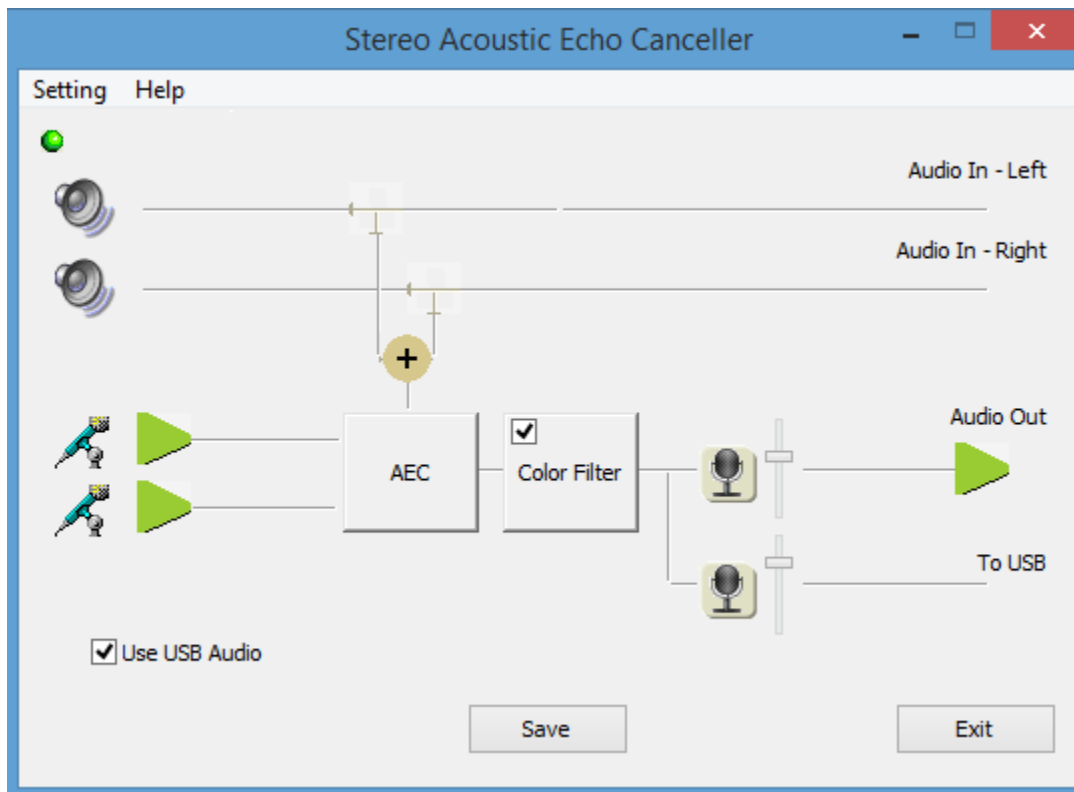 Stereo Acoustic Echo Canceller
Setting Help
Audio In - Left
Audio In - Right
+
Audio Out
AEC
Color Filter
To USB
Use USB Audio
Save
Exit